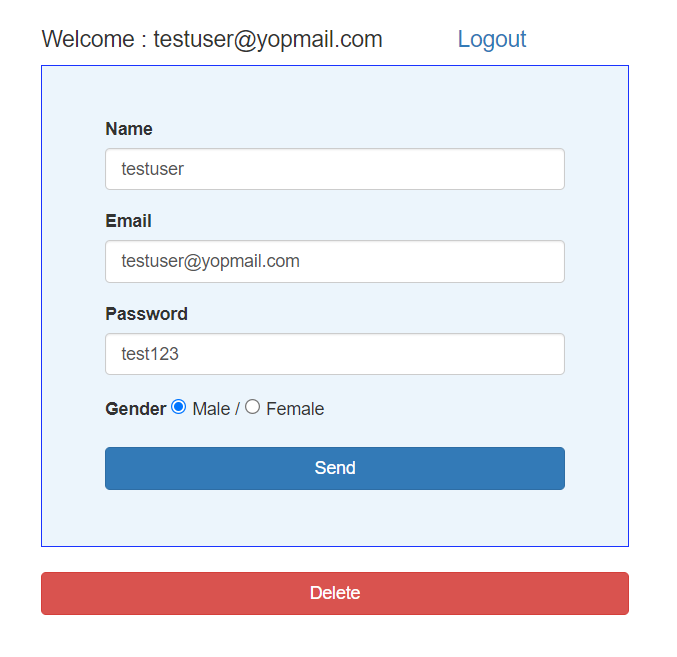 Welcome : testuser@yopmail.com Logout
Name
testuser
Email
testuser@yopmail.com
Password
test123
Gender Male / Female
Send
Delete